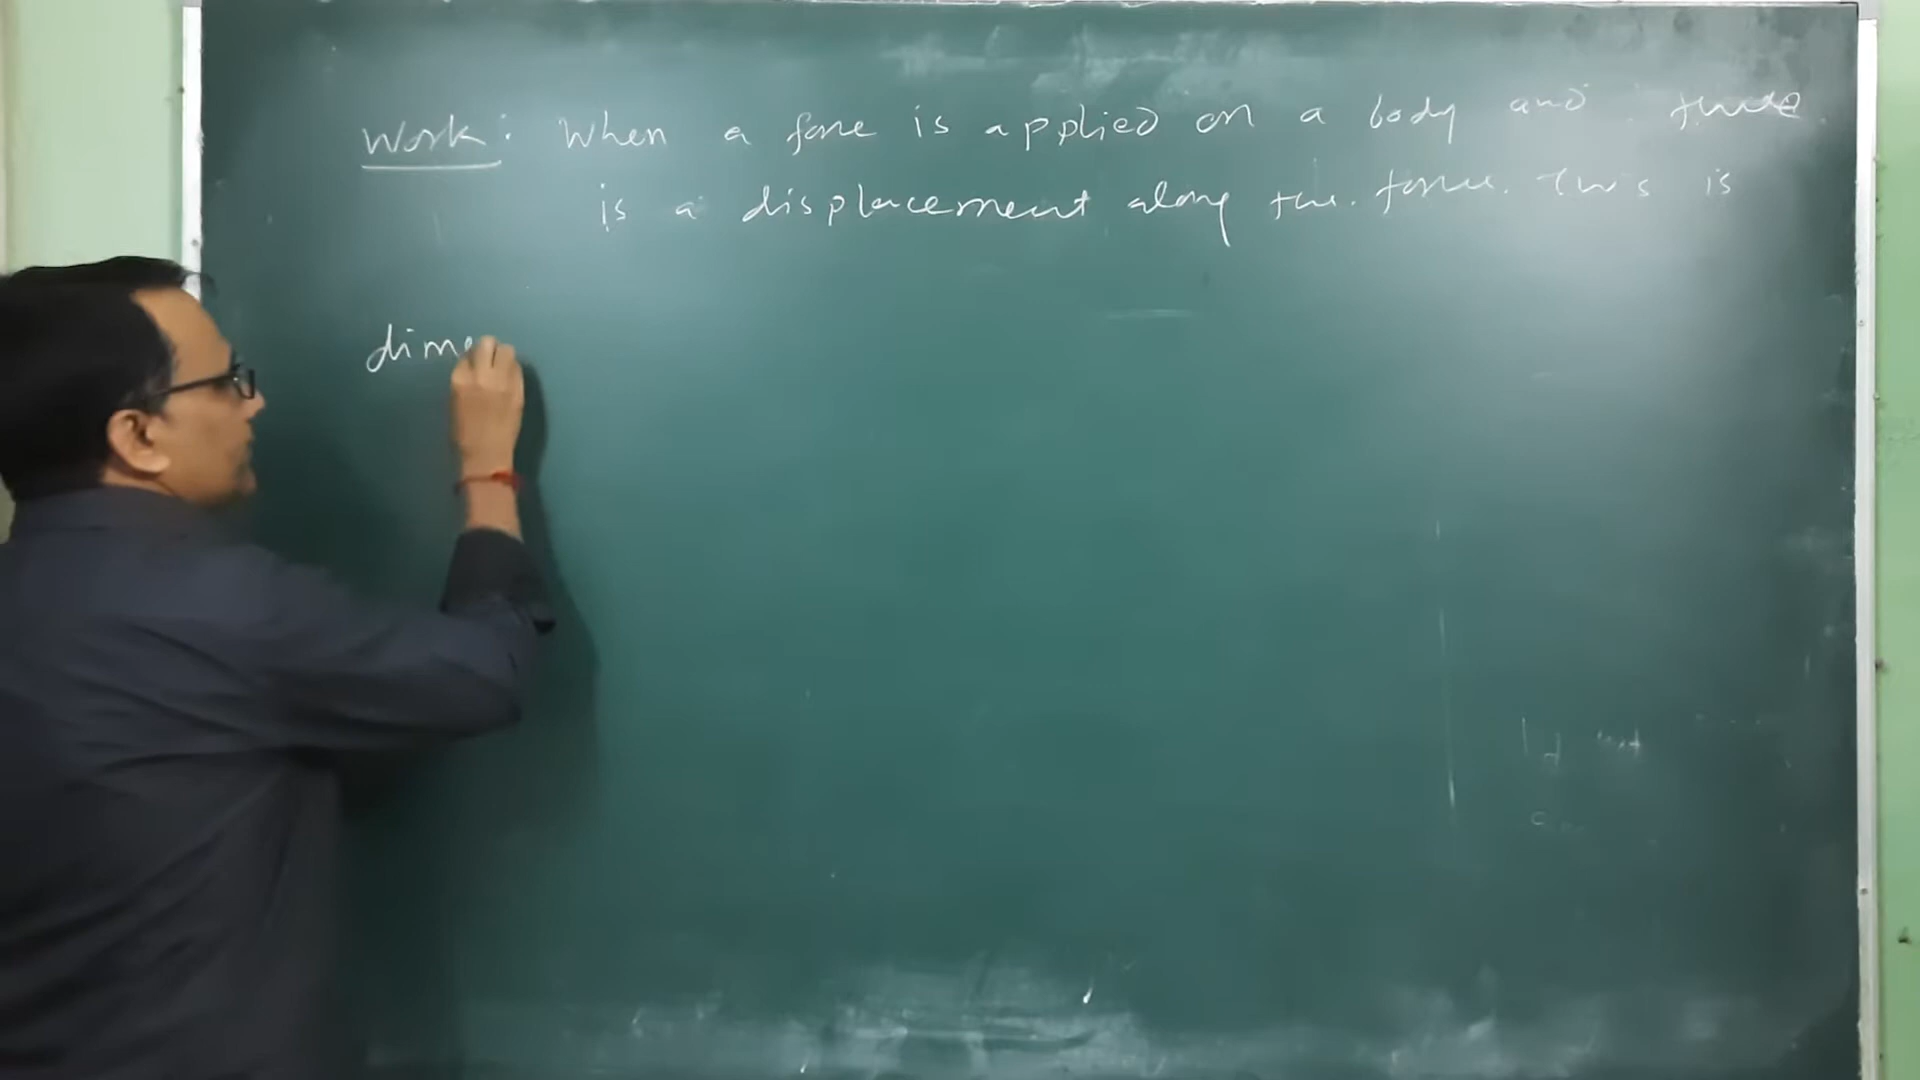 Work: When a force is applied on a body and there
is a displacement along the force. This is
dime